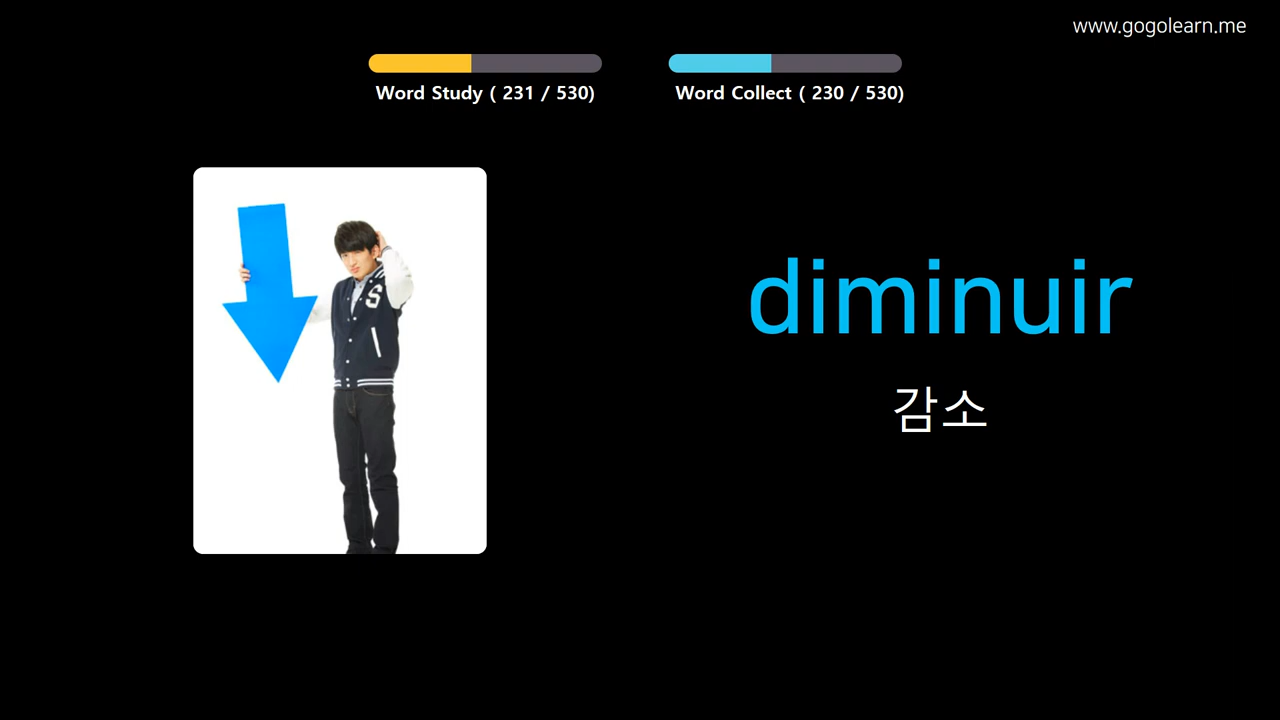 www.gogolearn.me
Word Study ( 231 / 530)
Word Collect ( 230 / 530)
S
diminuir
감소